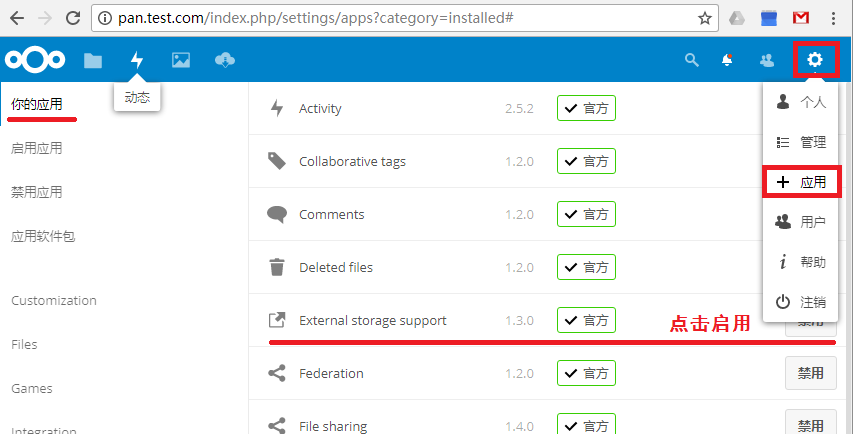 pan.test.com/index.php/settings/apps?category=installed#
动态
你的应用
启用应用
禁用应用
应用软件包
Customization
Files
Games
Integration
Activity 2.5.2 官方
Collaborative tags 1.2.0 官方
Comments 1.2.0 官方
Deleted files 1.2.0 官方
External storage support 1.3.0 官方 点击启用 禁用
Federation 1.2.0 官方 禁用
File sharing 1.4.0 官方 禁用
个人
管理
应用
用户
帮助
注销